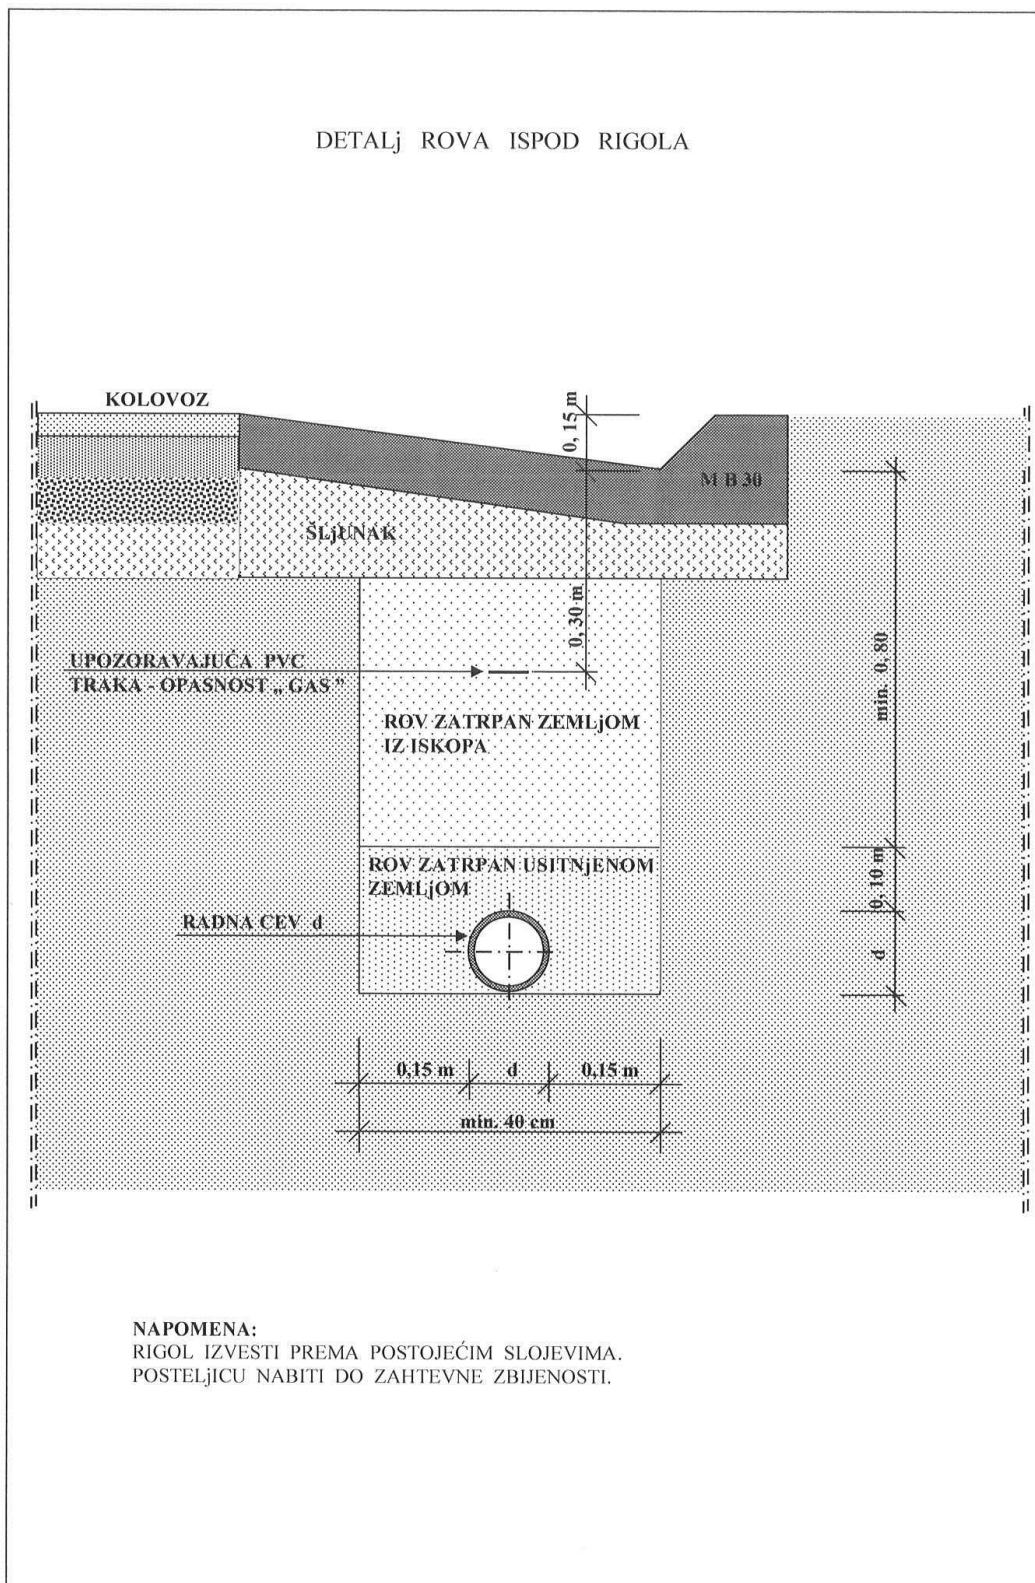 DETALj ROVA ISPOD RIGOLA
KOLOVOZ
0, 15 m
M B 30
ŠLjUNAK
0, 30 m
min. 0, 80
UPOZORAVAJUĆA PVC
TRAKA - OPASNOST „ GAS ”
ROV ZATRPAN ZEMLjOM
IZ ISKOPA
ROV ZATRPAN USITNjENOM
ZEMLjOM
0, 10 m
RADNA CEV d
d
0,15 m d 0,15 m
min. 40 cm
NAPOMENA:
RIGOL IZVESTI PREMA POSTOJEĆIM SLOJEVIMA.
POSTELjICU NABITI DO ZAHTEVNE ZBIJENOSTI.